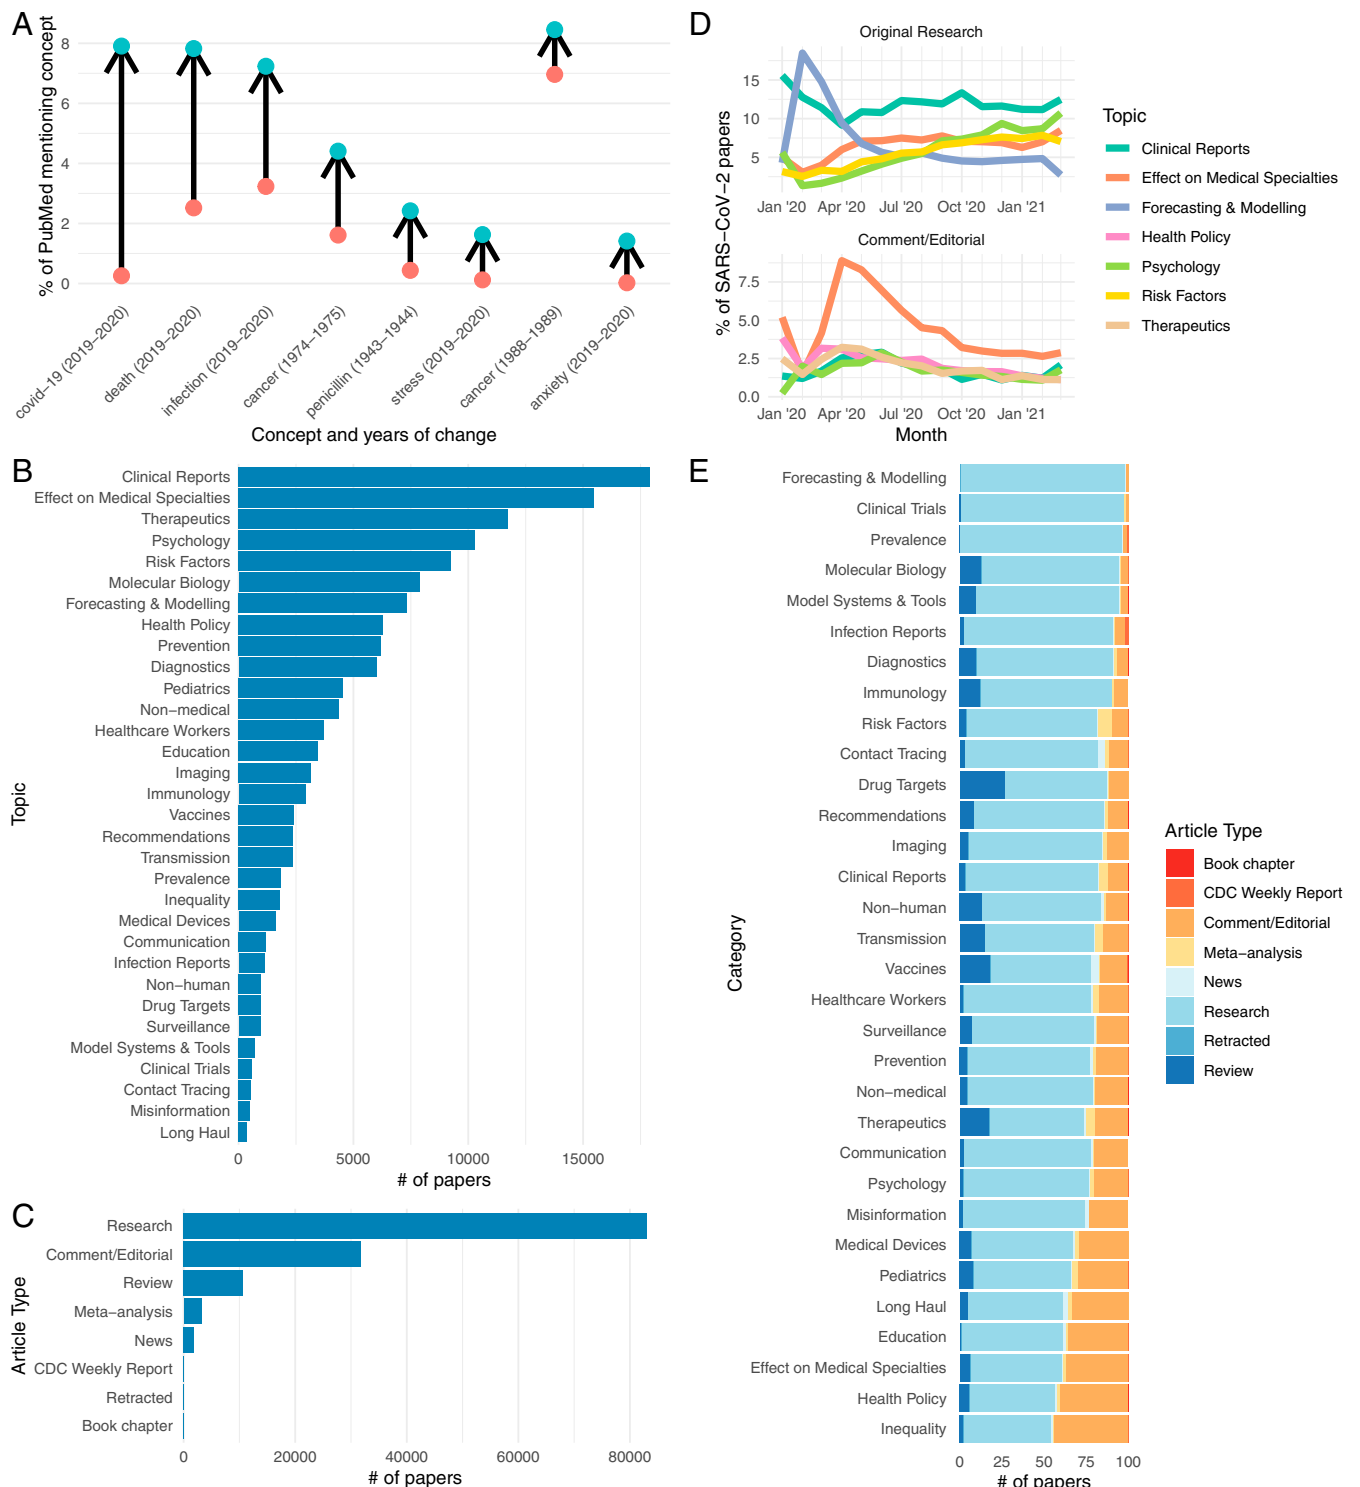 A
% of PubMed mentioning concept
8
6
4
2
0
covid−19 (2019−2020)
death (2019−2020)
infection (2019−2020)
cancer (1974−1975)
penicillin (1943−1944)
stress (2019−2020)
cancer (1988−1989)
anxiety (2019−2020)
Concept and years of change
B
Topic
Clinical Reports
Effect on Medical Specialties
Therapeutics
Psychology
Risk Factors
Molecular Biology
Forecasting & Modelling
Health Policy
Prevention
Diagnostics
Pediatrics
Non−medical
Healthcare Workers
Education
Imaging
Immunology
Vaccines
Recommendations
Transmission
Prevalence
Inequality
Medical Devices
Communication
Infection Reports
Non−human
Drug Targets
Surveillance
Model Systems & Tools
Clinical Trials
Contact Tracing
Misinformation
Long Haul
0 5000 10000 15000
# of papers
C
Article Type
Research
Comment/Editorial
Review
Meta−analysis
News
CDC Weekly Report
Retracted
Book chapter
0 20000 40000 60000 80000
# of papers
D
% of SARS−CoV−2 papers
Original Research
15
10
5
Jan '20 Apr '20 Jul '20 Oct '20 Jan '21
Comment/Editorial
7.5
5.0
2.5
0.0
Jan '20 Apr '20 Jul '20 Oct '20 Jan '21
Month
Topic
Clinical Reports
Effect on Medical Specialties
Forecasting & Modelling
Health Policy
Psychology
Risk Factors
Therapeutics
E
Category
Forecasting & Modelling
Clinical Trials
Prevalence
Molecular Biology
Model Systems & Tools
Infection Reports
Diagnostics
Immunology
Risk Factors
Contact Tracing
Drug Targets
Recommendations
Imaging
Clinical Reports
Non−human
Transmission
Vaccines
Healthcare Workers
Surveillance
Prevention
Non−medical
Therapeutics
Communication
Psychology
Misinformation
Medical Devices
Pediatrics
Long Haul
Education
Effect on Medical Specialties
Health Policy
Inequality
0 25 50 75 100
# of papers
Article Type
Book chapter
CDC Weekly Report
Comment/Editorial
Meta−analysis
News
Research
Retracted
Review